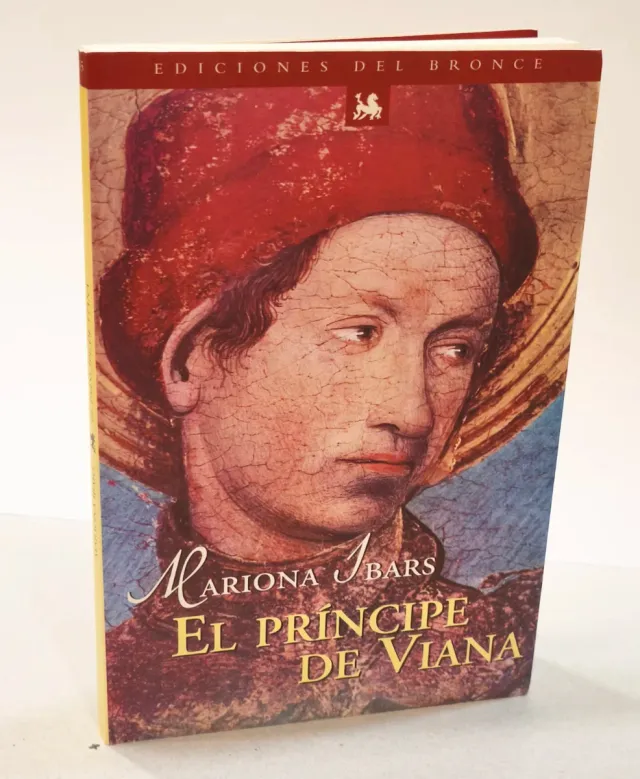 EDICIONES DEL BRONCE
MARIONA IBARS
EL PRÍNCIPE
DE VIANA